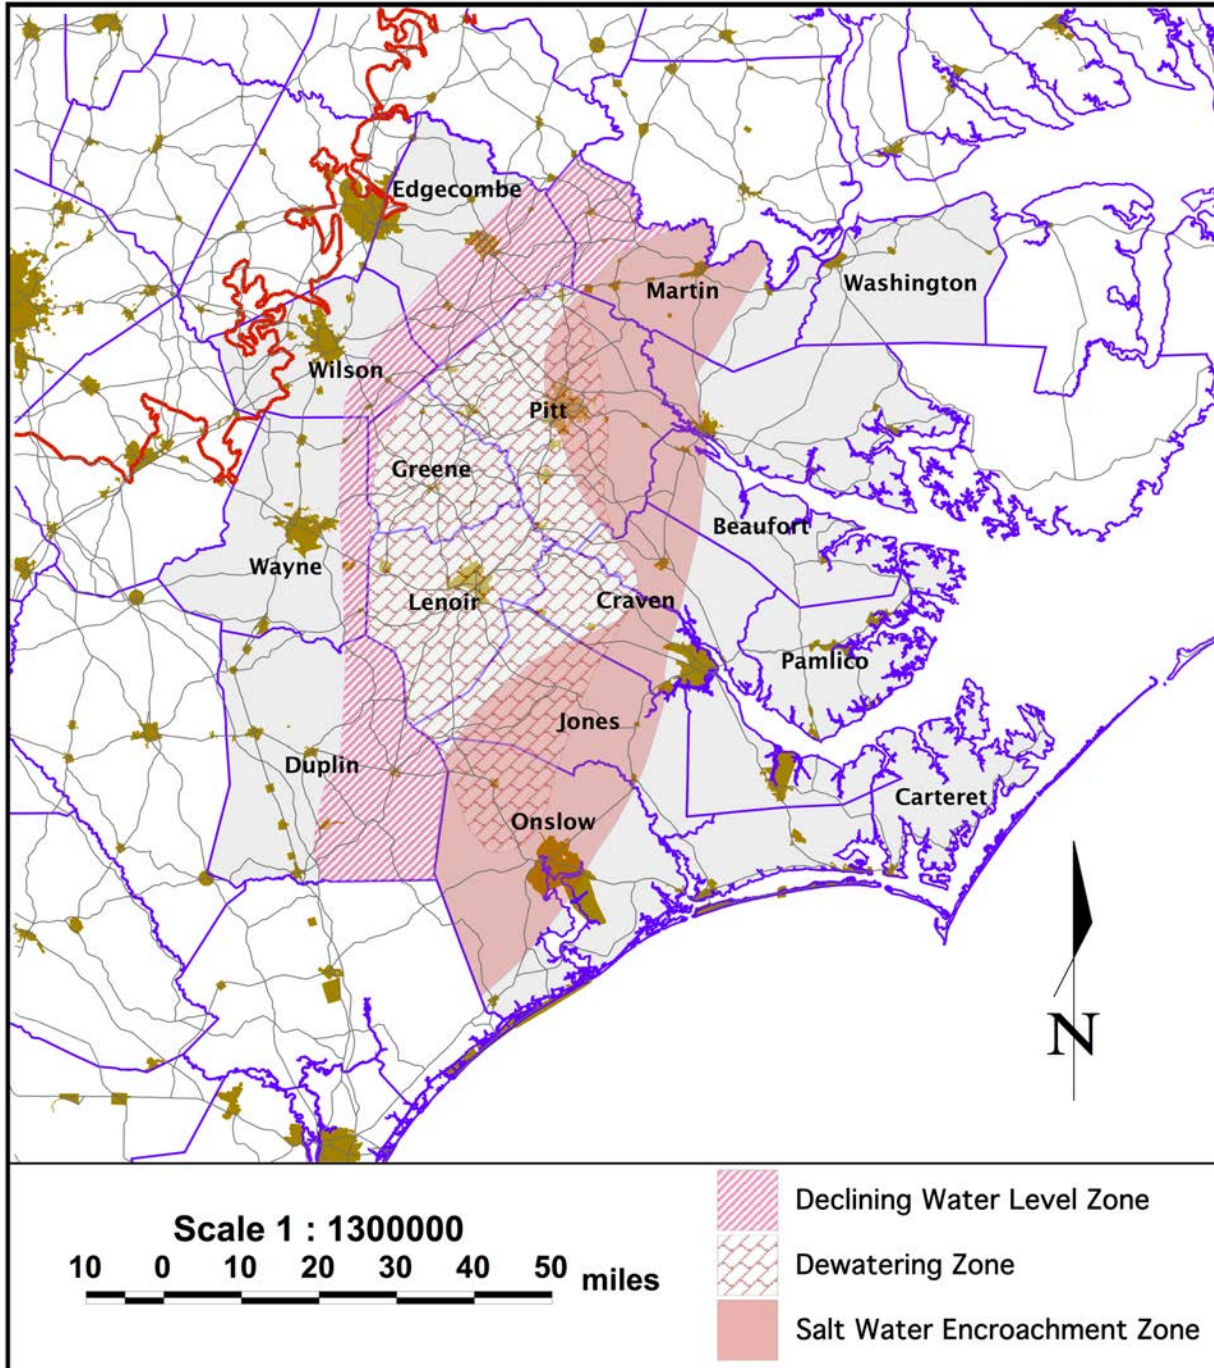 Edgecombe
Martin
Washington
Wilson
Pitt
Greene
Beaufort
Wayne
Lenoir
Craven
Pamlico
Jones
Duplin
Carteret
Onslow
N
Scale 1 : 1300000
10 0 10 20 30 40 50 miles
Declining Water Level Zone
Dewatering Zone
Salt Water Encroachment Zone